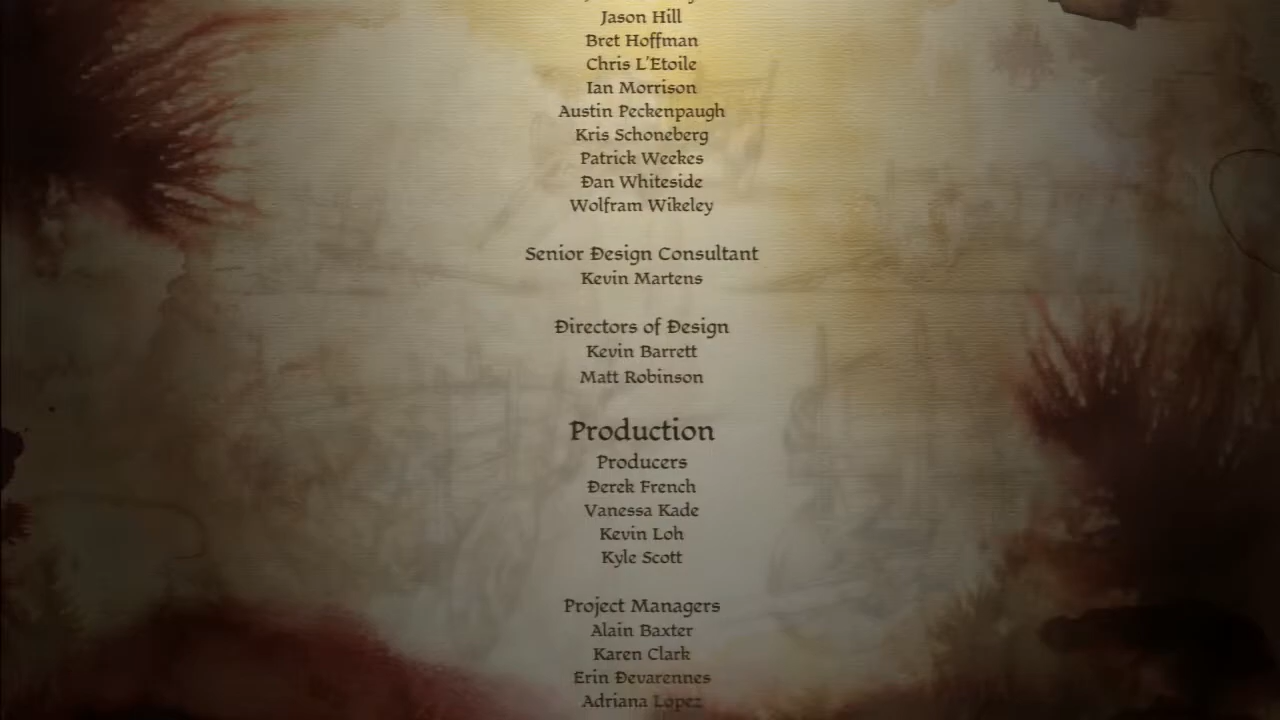 Jason Hill
Bret Hoffman
Chris L'Etoile
Ian Morrison
Austin Peckenpaugh
Kris Schoneberg
Patrick Weekes
Dan Whiteside
Wolfram Wikeley
Senior Design Consultant
Kevin Martens
Directors of Design
Kevin Barrett
Matt Robinson
Production
Producers
Derek French
Vanessa Kade
Kevin Loh
Kyle Scott
Project Managers
Alain Baxter
Karen Clark
Erin Devarennes
Adriana Lopez